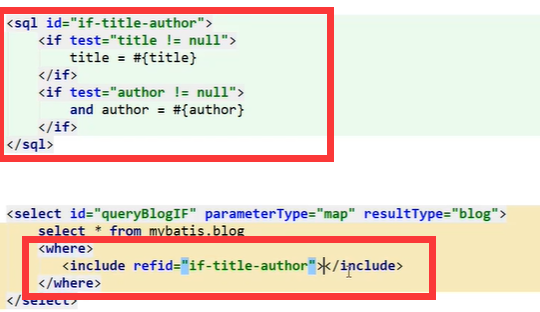 <sql id="if-title-author">
<if test="title != null">
title = #{title}
</if>
<if test="author != null">
and author = #{author}
</if>
</sql>
<select id="queryBlogIF" parameterType="map" resultType="blog">
select * from mybatis.blog
<where>
<include refid="if-title-author"></include>
</where>
</select>